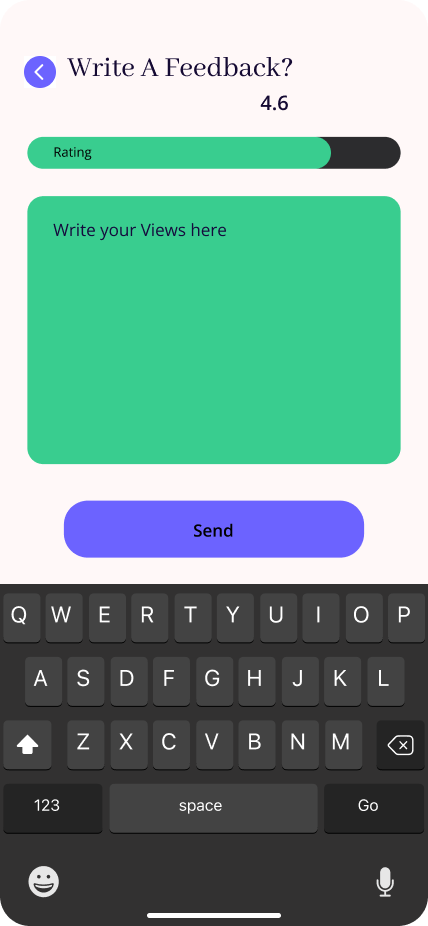 Write A Feedback?
4.6
Rating
Write your Views here
Send
Q W E R T Y U I O P
A S D F G H J K L
Z X C V B N M
123 space Go